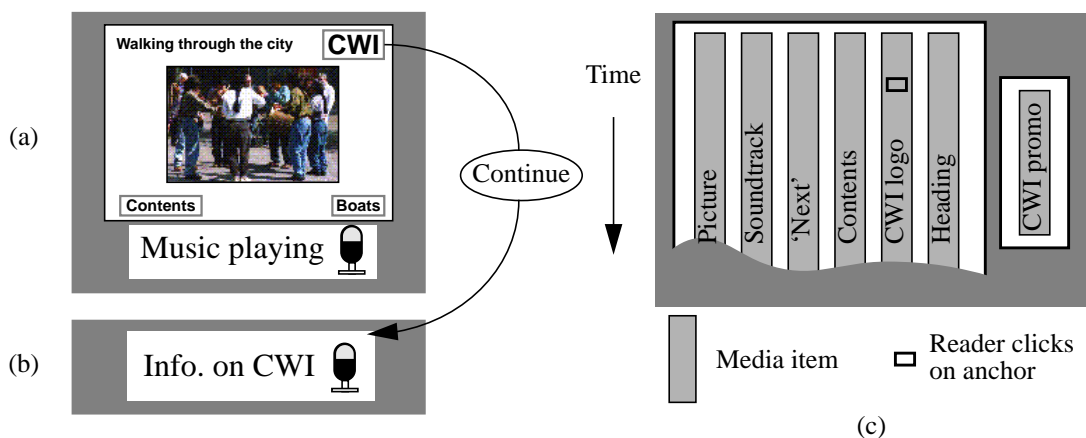 (a)
Walking through the city
CWI
Contents
Boats
Music playing
Continue
(b)
Info. on CWI
Time
Picture
Soundtrack
‘Next’
Contents
CWI logo
Heading
CWI promo
Media item
Reader clicks
on anchor
(c)